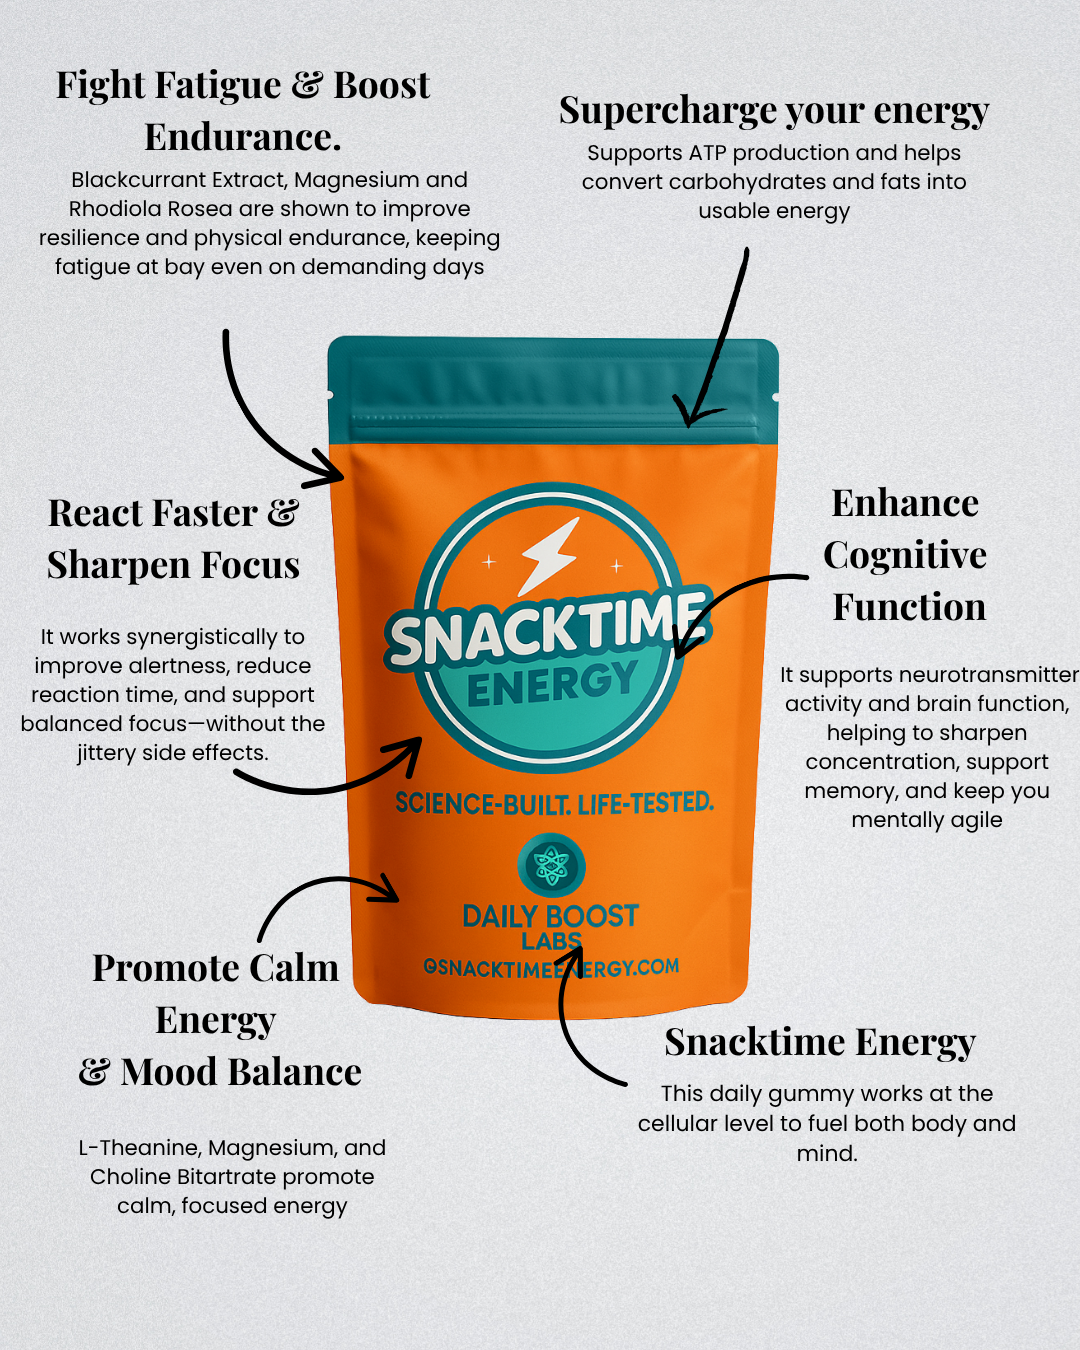 Fight Fatigue & Boost
Endurance.
Blackcurrant Extract, Magnesium and
Rhodiola Rosea are shown to improve
resilience and physical endurance, keeping
fatigue at bay even on demanding days
Supercharge your energy
Supports ATP production and helps
convert carbohydrates and fats into
usable energy
React Faster &
Sharpen Focus
It works synergistically to
improve alertness, reduce
reaction time, and support
balanced focus—without the
jittery side effects.
Enhance
Cognitive
Function
It supports neurotransmitter
activity and brain function,
helping to sharpen
concentration, support
memory, and keep you
mentally agile
SNACKTIME
ENERGY
SCIENCE-BUILT. LIFE-TESTED.
DAILY BOOST
LABS
@SNACKTIMEENERGY.COM
Promote Calm
Energy
& Mood Balance
L-Theanine, Magnesium, and
Choline Bitartrate promote
calm, focused energy
Snacktime Energy
This daily gummy works at the
cellular level to fuel both body and
mind.